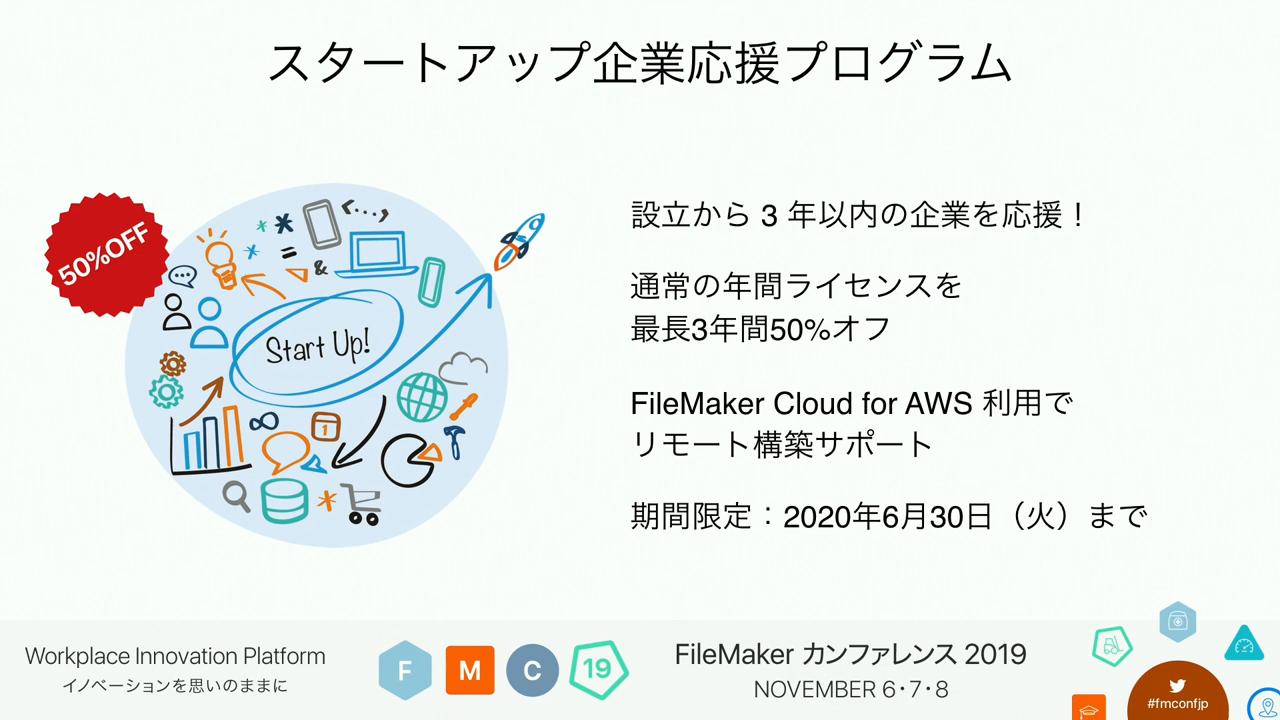 スタートアップ企業応援プログラム
50%OFF
Start Up!
&
1
設立から 3 年以内の企業を応援！
通常の年間ライセンスを
最長3年間50%オフ
FileMaker Cloud for AWS 利用で
リモート構築サポート
期間限定：2020年6月30日（火）まで
Workplace Innovation Platform
イノベーションを思いのままに
F M C 19
FileMaker カンファレンス 2019
NOVEMBER 6・7・8
#fmconfjp